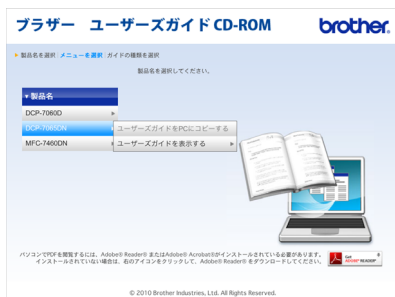 ブラザー ユーザーズガイド CD-ROM
brother.
製品名を選択 メニューを選択 ガイドの種類を選択
製品名を選択してください。
▼製品名
DCP-7060D
DCP-7065DN
ユーザーズガイドをPCにコピーする
MFC-7460DN
ユーザーズガイドを表示する
パソコンでPDFを閲覧するには、Adobe® Reader® またはAdobe® Acrobat®がインストールされている必要があります。
インストールされていない場合は、右のアイコンをクリックして、Adobe® Reader® をダウンロードしてください。
Get
ADOBE® READER®
© 2010 Brother Industries, Ltd. All Rights Reserved.